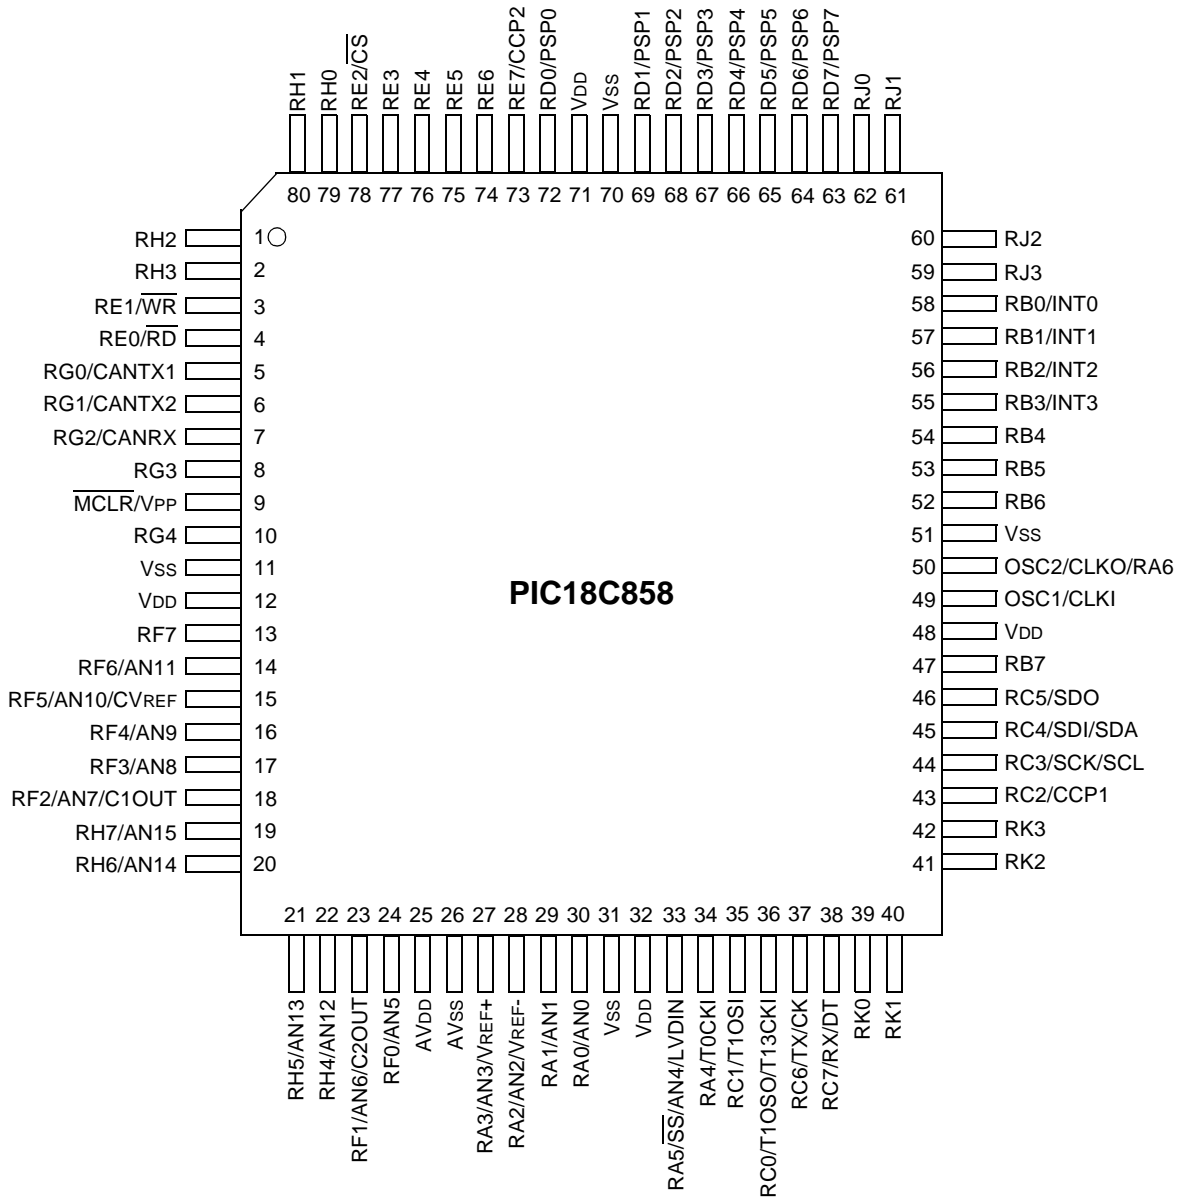 RH1
RH0
RE2/CS
RE3
RE4
RE5
RE6
RE7/CCP2
RD0/PSP0
VDD
VSS
RD1/PSP1
RD2/PSP2
RD3/PSP3
RD4/PSP4
RD5/PSP5
RD6/PSP6
RD7/PSP7
RJ0
RJ1
80 79 78 77 76 75 74 73 72 71 70 69 68 67 66 65 64 63 62 61
RH2 1 60 RJ2
RH3 2 59 RJ3
RE1/WR 3 58 RB0/INT0
RE0/RD 4 57 RB1/INT1
RG0/CANTX1 5 56 RB2/INT2
RG1/CANTX2 6 55 RB3/INT3
RG2/CANRX 7 54 RB4
RG3 8 53 RB5
MCLR/VPP 9 52 RB6
RG4 10 51 VSS
VSS 11 50 OSC2/CLKO/RA6
VDD 12 49 OSC1/CLKI
RF7 13 48 VDD
RF6/AN11 14 47 RB7
RF5/AN10/CVREF 15 46 RC5/SDO
RF4/AN9 16 45 RC4/SDI/SDA
RF3/AN8 17 44 RC3/SCK/SCL
RF2/AN7/C1OUT 18 43 RC2/CCP1
RH7/AN15 19 42 RK3
RH6/AN14 20 41 RK2
PIC18C858
21 22 23 24 25 26 27 28 29 30 31 32 33 34 35 36 37 38 39 40
RH5/AN13
RH4/AN12
RF1/AN6/C2OUT
RF0/AN5
AVDD
AVSS
RA3/AN3/VREF+
RA2/AN2/VREF-
RA1/AN1
RA0/AN0
VSS
VDD
RA5/SS/AN4/LVDIN
RA4/T0CKI
RC1/T1OSI
RC0/T1OSO/T13CKI
RC6/TX/CK
RC7/RX/DT
RK0
RK1